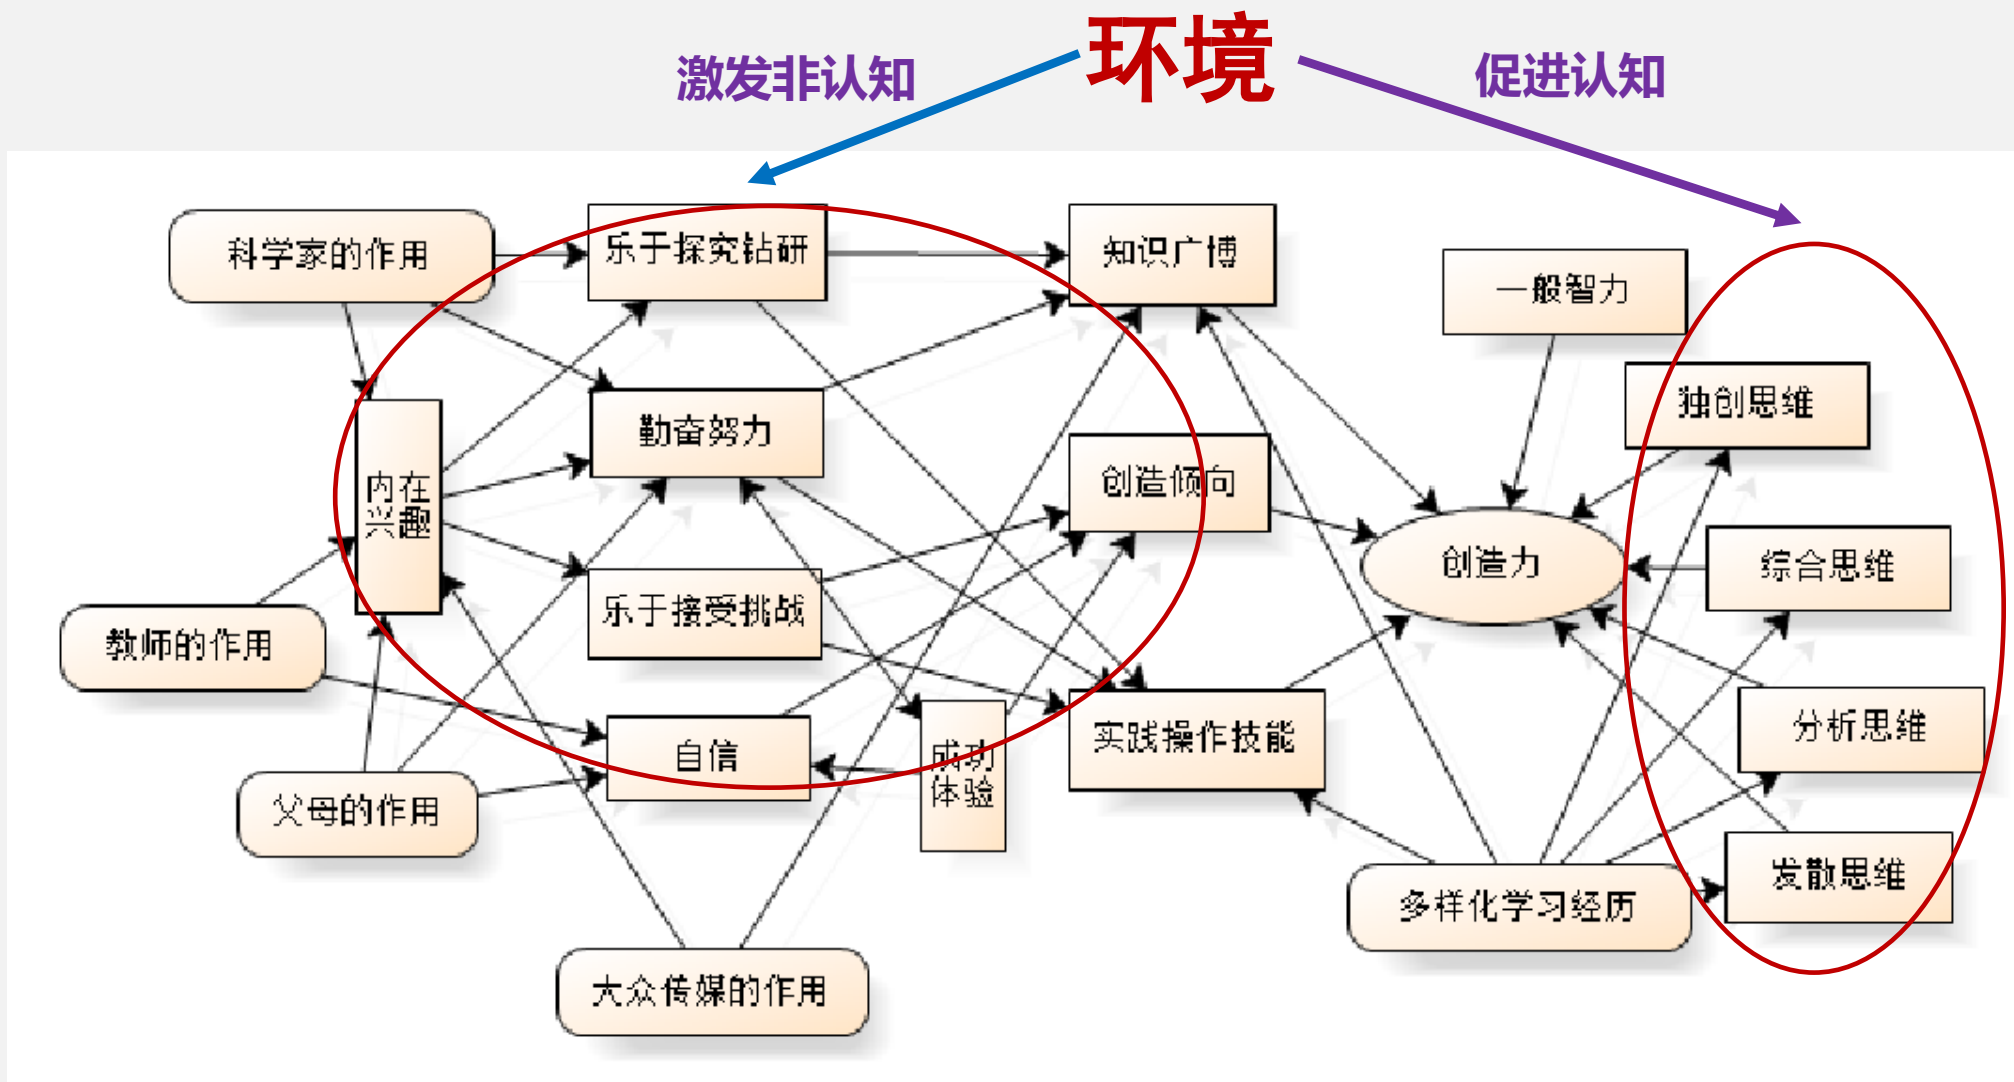 环境
激发非认知
促进认知
科学家的作用
乐于探究钻研
知识广博
一般智力
独创思维
勤奋努力
内在
兴趣
创造倾向
创造力
综合思维
乐于接受挑战
教师的作用
自信
成功
体验
实践操作技能
分析思维
父母的作用
发散思维
多样化学习经历
大众传媒的作用